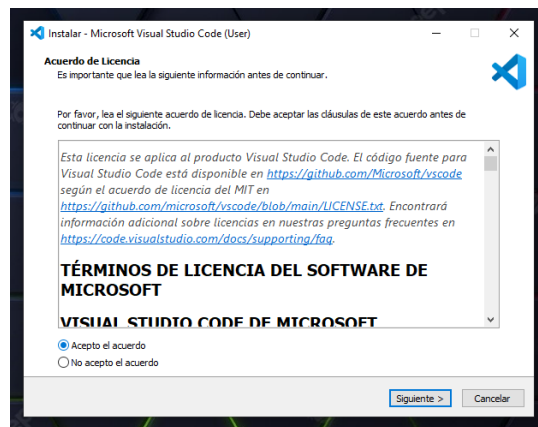 Instalar - Microsoft Visual Studio Code (User)
Acuerdo de Licencia
Es importante que lea la siguiente información antes de continuar.
Por favor, lea el siguiente acuerdo de licencia. Debe aceptar las cláusulas de este acuerdo antes de
continuar con la instalación.
Esta licencia se aplica al producto Visual Studio Code. El código fuente para
Visual Studio Code está disponible en https://github.com/Microsoft/vscode
según el acuerdo de licencia del MIT en
https://github.com/microsoft/vscode/blob/main/LICENSE.txt. Encontrará
información adicional sobre licencias en nuestras preguntas frecuentes en
https://code.visualstudio.com/docs/supporting/faq.
TÉRMINOS DE LICENCIA DEL SOFTWARE DE
MICROSOFT
VISUAL STUDIO CODE DE MICROSOFT
Acepto el acuerdo
No acepto el acuerdo
Siguiente >
Cancelar